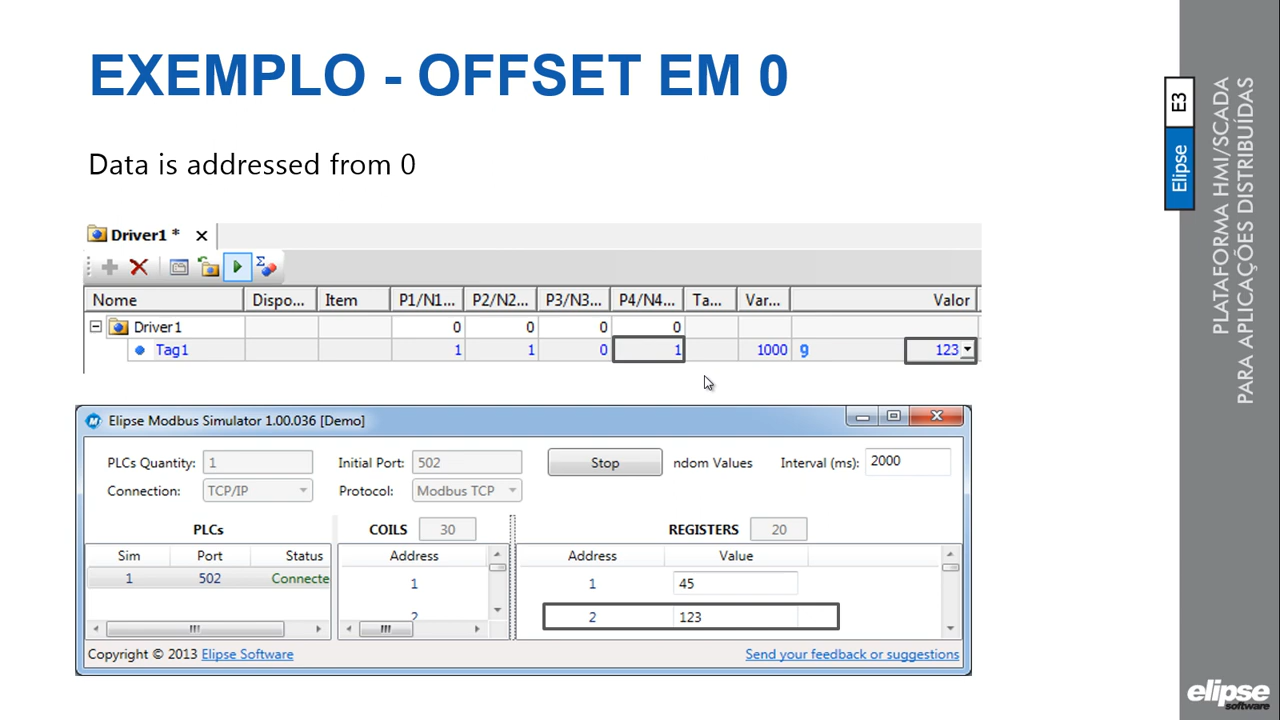 EXEMPLO - OFFSET EM 0
Data is addressed from 0
Driver1 *
Nome Dispo... Item P1/N1... P2/N2... P3/N3... P4/N4... Ta... Var... Valor
Driver1 0 0 0 0
Tag1 1 1 0 1 1000 123
Elipse Modbus Simulator 1.00.036 [Demo]
PLCs Quantity: 1 Initial Port: 502 Stop ndom Values Interval (ms): 2000
Connection: TCP/IP Protocol: Modbus TCP
PLCs COILS 30 REGISTERS 20
Sim Port Status Address Address Value
1 502 Connecte 1 1 45
2 2 123
Copyright © 2013 Elipse Software Send your feedback or suggestions
Elipse E3
PLATAFORMA HMI/SCADA
PARA APLICAÇÕES DISTRIBUÍDAS
elipse
software